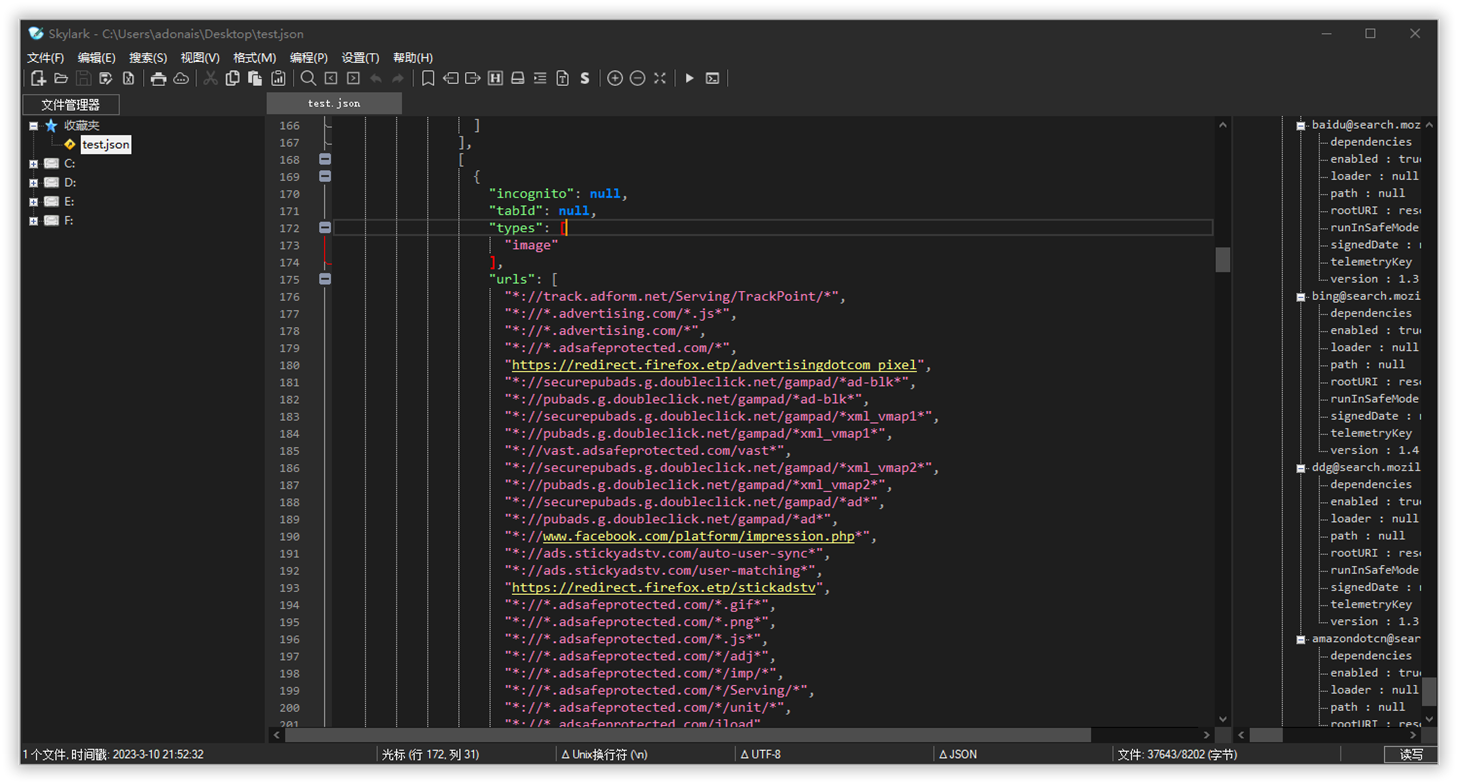 Skylark - C:\Users\adonais\Desktop\test.json
文件(F) 编辑(E) 搜索(S) 视图(V) 格式(M) 编程(P) 设置(T) 帮助(H)
文件管理器
test.json
收藏夹
test.json
C:
D:
E:
F:
166 ]
167 ],
168 [
169 {
170 "incognito": null,
171 "tabId": null,
172 "types": [
173 "image"
174 ],
175 "urls": [
176 "*://track.adform.net/Serving/TrackPoint/*",
177 "*://*.advertising.com/*.js*",
178 "*://*.advertising.com/*",
179 "*://*.adsafeprotected.com/*",
180 "https://redirect.firefox.etp/advertisingdotcom_pixel",
181 "*://securepubads.g.doubleclick.net/gampad/*ad-blk*",
182 "*://pubads.g.doubleclick.net/gampad/*ad-blk*",
183 "*://securepubads.g.doubleclick.net/gampad/*xml_vmap1*",
184 "*://pubads.g.doubleclick.net/gampad/*xml_vmap1*",
185 "*://vast.adsafeprotected.com/vast*",
186 "*://securepubads.g.doubleclick.net/gampad/*xml_vmap2*",
187 "*://pubads.g.doubleclick.net/gampad/*xml_vmap2*",
188 "*://securepubads.g.doubleclick.net/gampad/*ad*",
189 "*://pubads.g.doubleclick.net/gampad/*ad*",
190 "*://www.facebook.com/platform/impression.php*",
191 "*://ads.stickyadstv.com/auto-user-sync*",
192 "*://ads.stickyadstv.com/user-matching*",
193 "https://redirect.firefox.etp/stickadstv",
194 "*://*.adsafeprotected.com/*.gif*",
195 "*://*.adsafeprotected.com/*.png*",
196 "*://*.adsafeprotected.com/*.js*",
197 "*://*.adsafeprotected.com/*/adj*",
198 "*://*.adsafeprotected.com/*/imp/*",
199 "*://*.adsafeprotected.com/*/Serving/*",
200 "*://*.adsafeprotected.com/*/unit/*",
201 "*://*.adsafeprotected.com/jload"
baidu@search.moz
dependencies
enabled : true
loader : null
path : null
rootURI : reso
runInSafeMode
signedDate : n
telemetryKey
version : 1.3
bing@search.mozi
dependencies
enabled : true
loader : null
path : null
rootURI : reso
runInSafeMode
signedDate : n
telemetryKey
version : 1.4
ddg@search.mozil
dependencies
enabled : true
loader : null
path : null
rootURI : reso
runInSafeMode
signedDate : n
telemetryKey
version : 1.3
amazondotcn@sear
dependencies
enabled : true
loader : null
path : null
rootURI : reso
1 个文件, 时间戳: 2023-3-10 21:52:32 光标 (行 172, 列 31) Δ Unix换行符 (\n) Δ UTF-8 Δ JSON 文件: 37643/8202 (字节) 读写